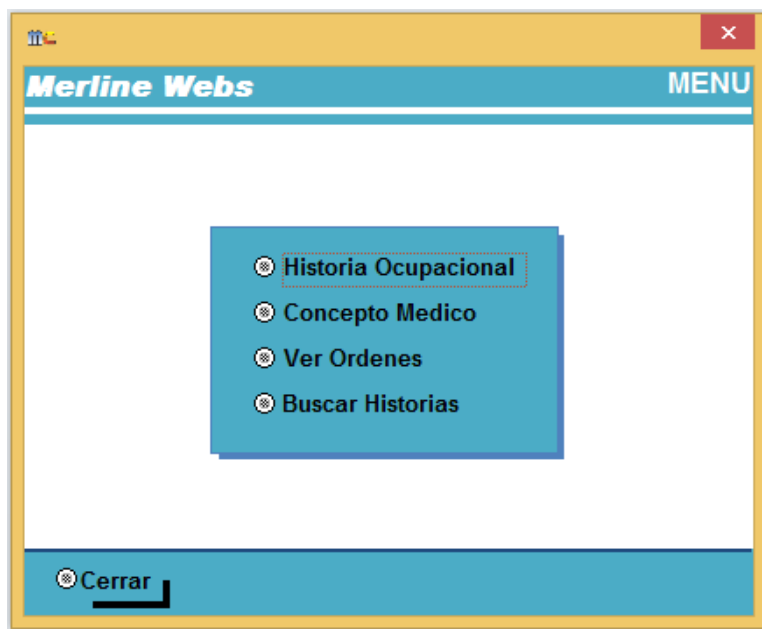 Merline Webs
MENU
Historia Ocupacional
Concepto Medico
Ver Ordenes
Buscar Historias
Cerrar